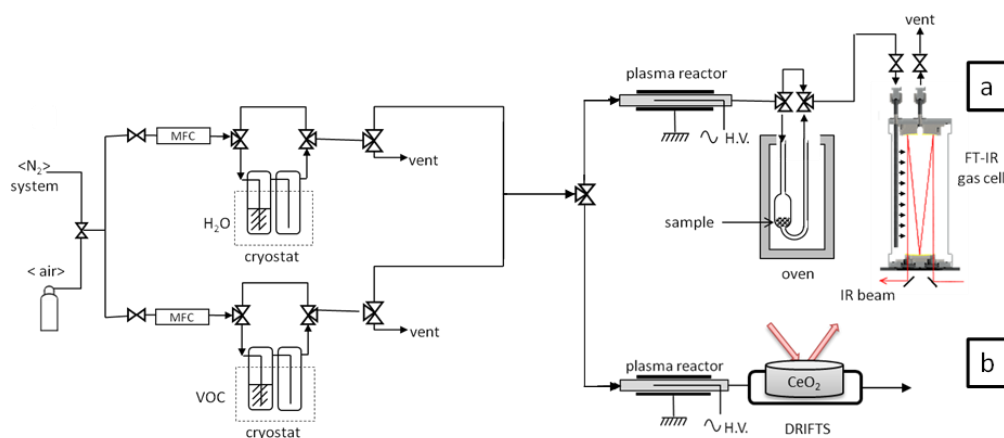 <N₂>
system
< air>
MFC
H₂O
cryostat
vent
MFC
VOC
cryostat
vent
plasma reactor
H.V.
sample
oven
vent
a
FT-IR
gas cell
IR beam
plasma reactor
H.V.
CeO₂
DRIFTS
b